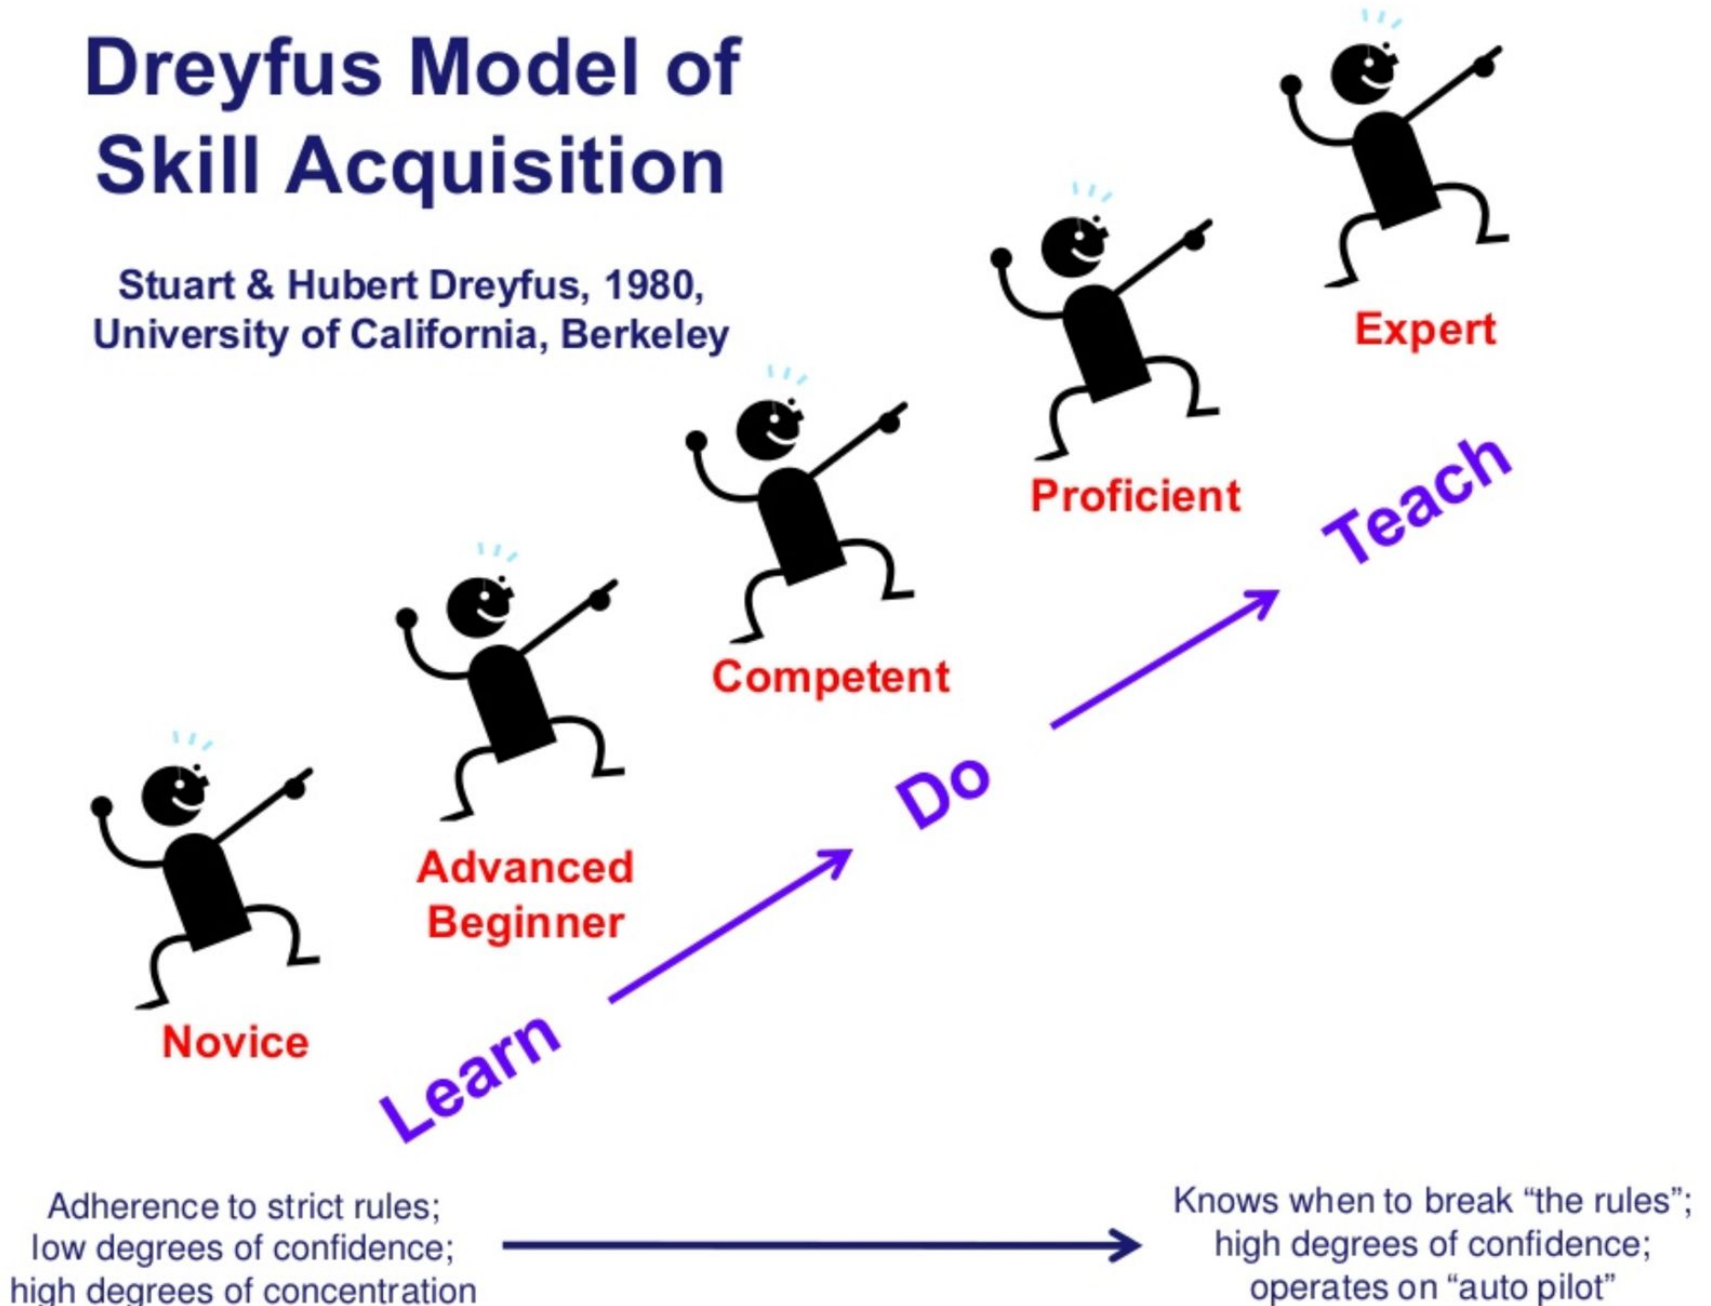 Dreyfus Model of
Skill Acquisition
Stuart & Hubert Dreyfus, 1980,
University of California, Berkeley
Expert
Proficient
Competent
Advanced
Beginner
Novice
Teach
Do
Learn
Adherence to strict rules;
low degrees of confidence;
high degrees of concentration
Knows when to break “the rules”;
high degrees of confidence;
operates on “auto pilot”